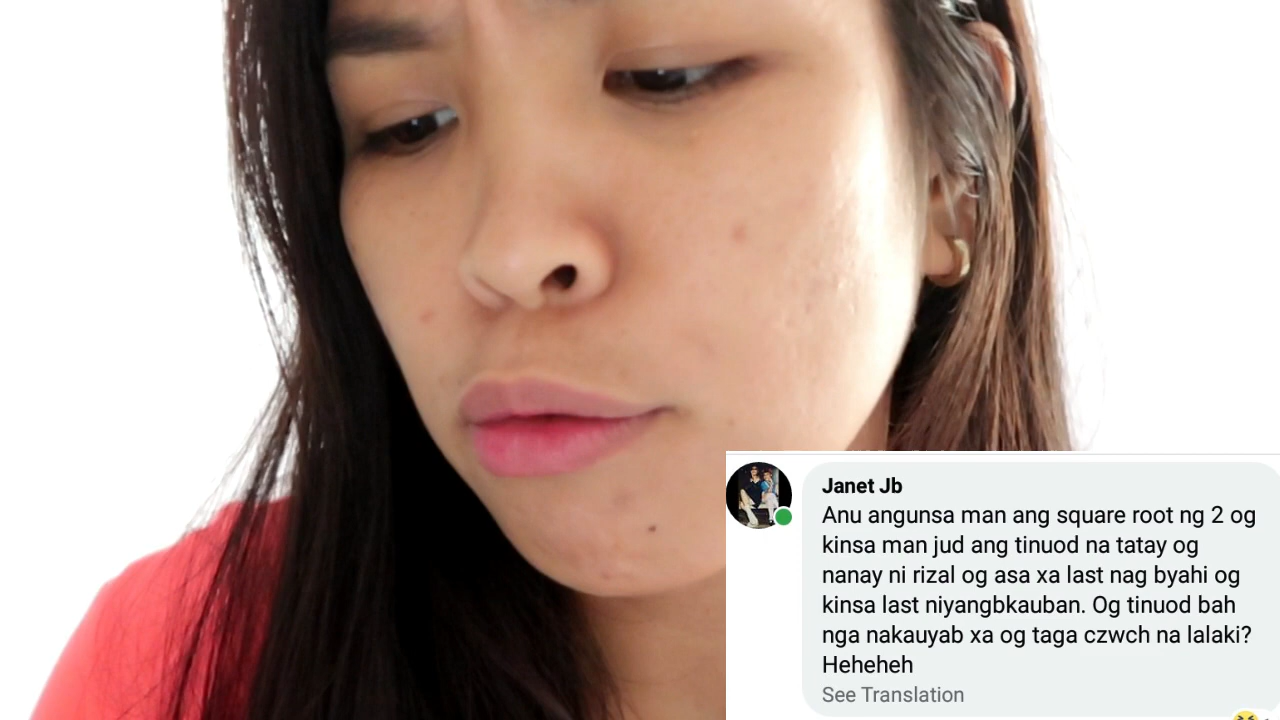 Janet Jb
Anu angunsa man ang square root ng 2 og
kinsa man jud ang tinuod na tatay og
nanay ni rizal og asa xa last nag byahi og
kinsa last niyangbkauban. Og tinuod bah
nga nakauyab xa og taga czwch na lalaki?
Heheheh
See Translation